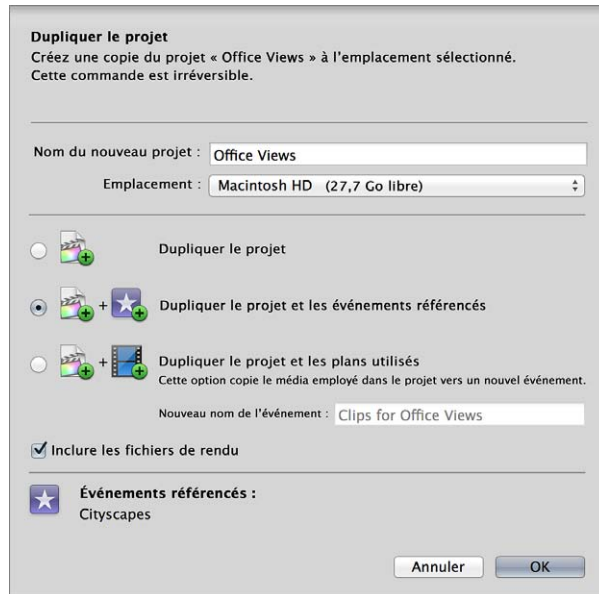 Dupliquer le projet
Créez une copie du projet « Office Views » à l'emplacement sélectionné.
Cette commande est irréversible.
Nom du nouveau projet : Office Views
Emplacement : Macintosh HD (27,7 Go libre)
Dupliquer le projet
Dupliquer le projet et les événements référencés
Dupliquer le projet et les plans utilisés
Cette option copie le média employé dans le projet vers un nouvel événement.
Nouveau nom de l'événement : Clips for Office Views
Inclure les fichiers de rendu
Événements référencés :
Cityscapes
Annuler OK